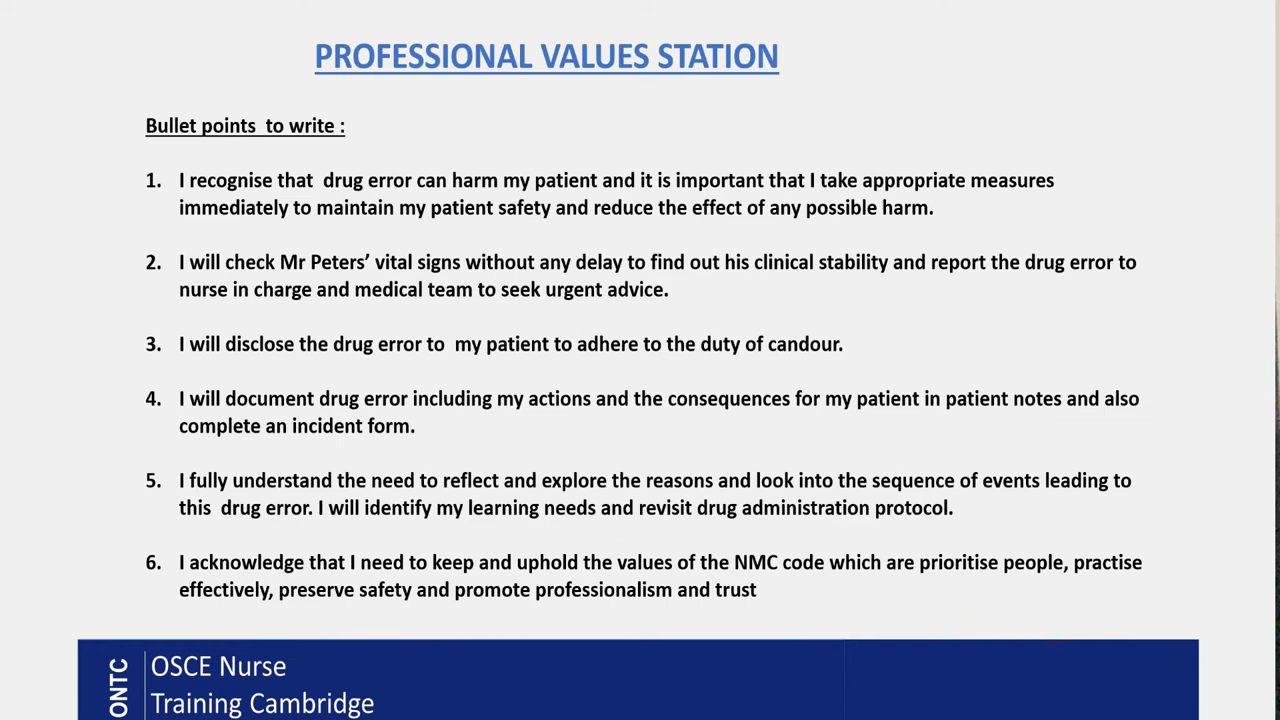 PROFESSIONAL VALUES STATION
Bullet points to write :
1. I recognise that drug error can harm my patient and it is important that I take appropriate measures
immediately to maintain my patient safety and reduce the effect of any possible harm.
2. I will check Mr Peters’ vital signs without any delay to find out his clinical stability and report the drug error to
nurse in charge and medical team to seek urgent advice.
3. I will disclose the drug error to my patient to adhere to the duty of candour.
4. I will document drug error including my actions and the consequences for my patient in patient notes and also
complete an incident form.
5. I fully understand the need to reflect and explore the reasons and look into the sequence of events leading to
this drug error. I will identify my learning needs and revisit drug administration protocol.
6. I acknowledge that I need to keep and uphold the values of the NMC code which are prioritise people, practise
effectively, preserve safety and promote professionalism and trust
ONTC
OSCE Nurse
Training Cambridge